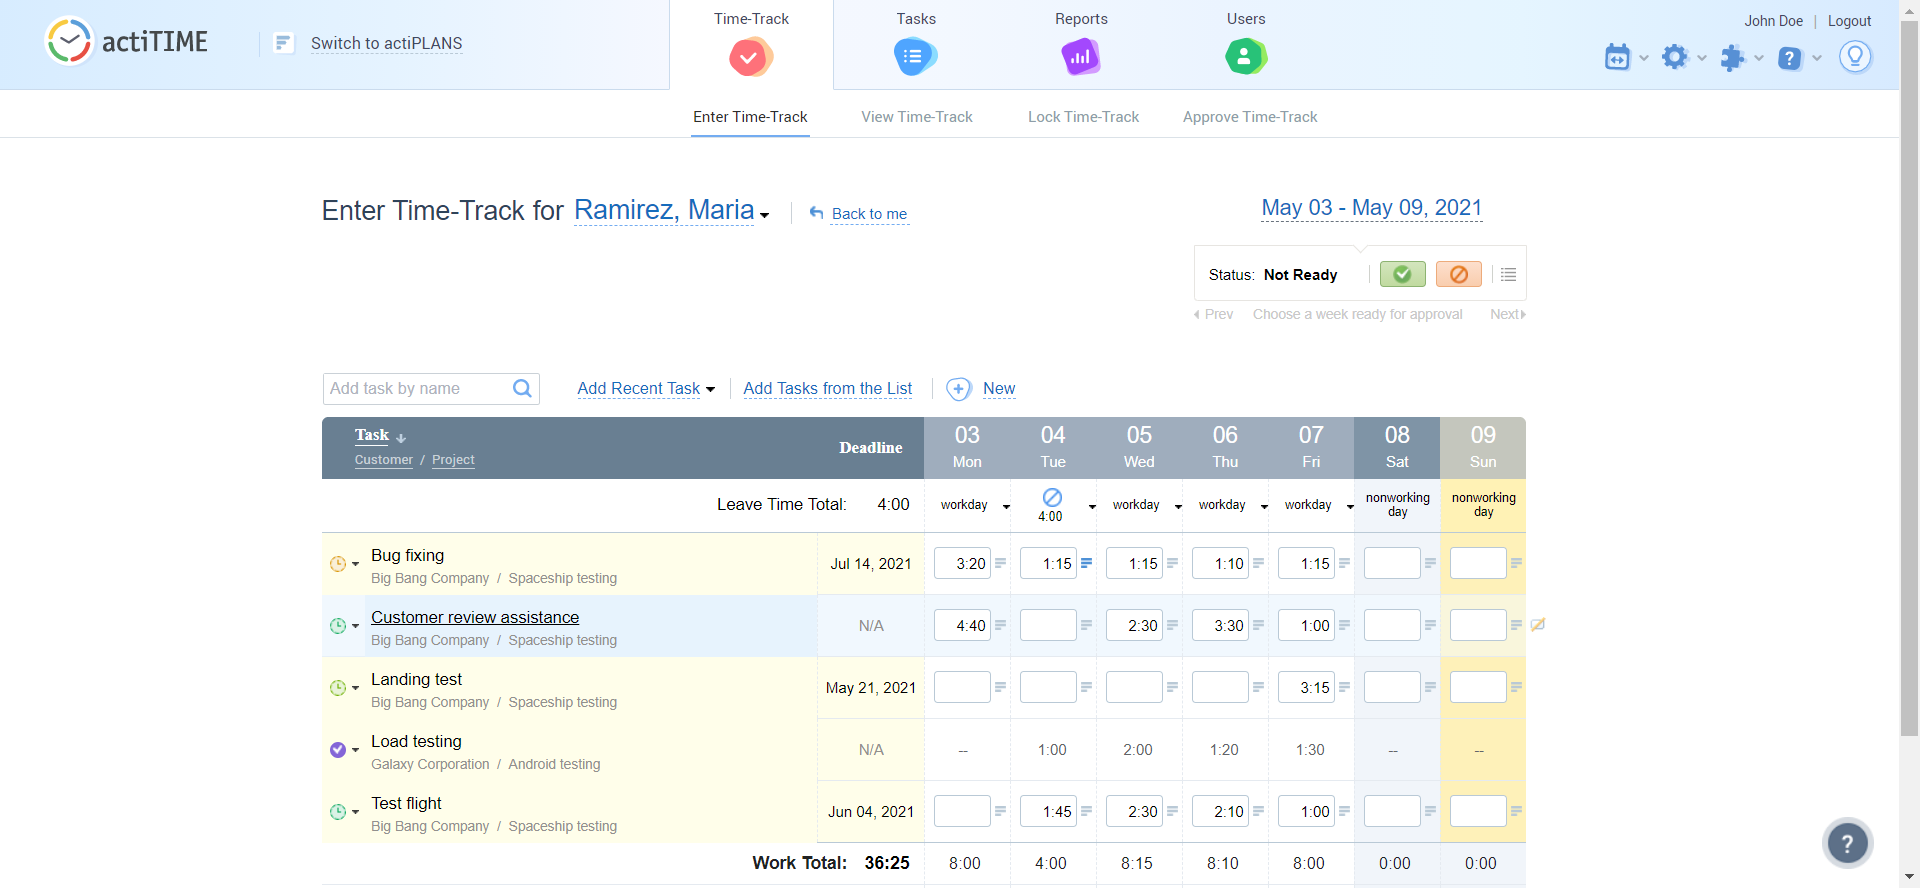 actiTIME
Switch to actiPLANS
Time-Track Tasks Reports Users
John Doe | Logout
Enter Time-Track View Time-Track Lock Time-Track Approve Time-Track
Enter Time-Track for Ramirez, Maria Back to me
May 03 - May 09, 2021
Status: Not Ready
Prev Choose a week ready for approval Next
Add task by name Add Recent Task Add Tasks from the List New
Task Deadline 03 04 05 06 07 08 09
Customer / Project Mon Tue Wed Thu Fri Sat Sun
Leave Time Total: 4:00 workday 4:00 workday workday workday nonworking day nonworking day
Bug fixing Jul 14, 2021 3:20 1:15 1:15 1:10 1:15
Big Bang Company / Spaceship testing
Customer review assistance N/A 4:40 2:30 3:30 1:00
Big Bang Company / Spaceship testing
Landing test May 21, 2021 3:15
Big Bang Company / Spaceship testing
Load testing N/A -- 1:00 2:00 1:20 1:30 -- --
Galaxy Corporation / Android testing
Test flight Jun 04, 2021 1:45 2:30 2:10 1:00
Big Bang Company / Spaceship testing
Work Total: 36:25 8:00 4:00 8:15 8:10 8:00 0:00 0:00
?